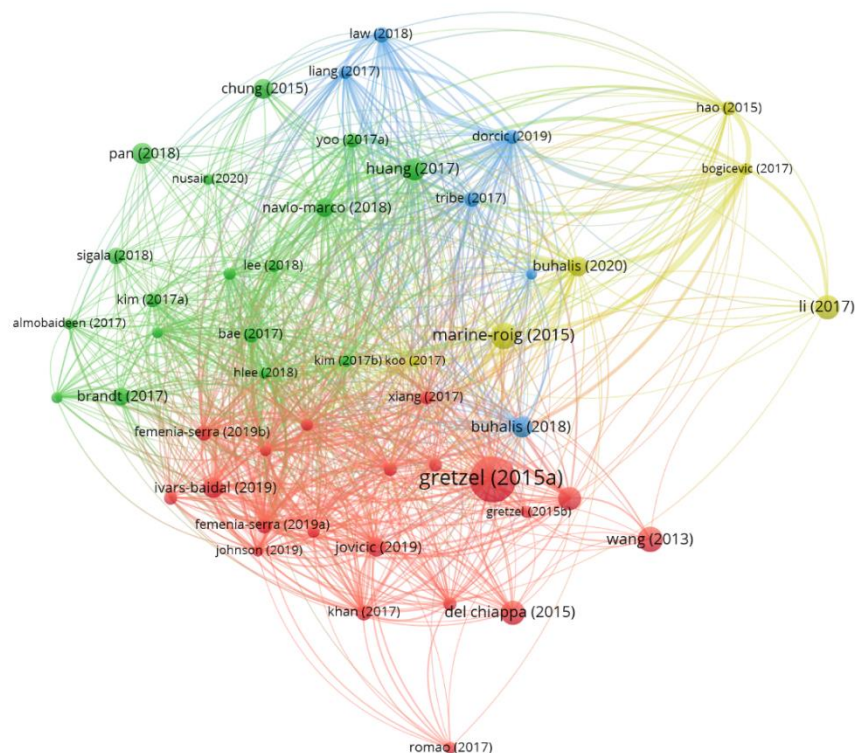 law (2018)
liang (2017)
chung (2015)
hao (2015)
yoo (2017a)
dorcic (2019)
pan (2018)
huang (2017)
bogicevic (2017)
nusair (2020)
tribe (2017)
navio-marco (2018)
sigala (2018)
lee (2018)
buhalis (2020)
kim (2017a)
li (2017)
almobaideen (2017)
bae (2017)
marine-roig (2015)
kim (2017b)
koo (2017)
hlee (2018)
brandt (2017)
xiang (2017)
femenia-serra (2019b)
buhalis (2018)
gretzel (2015a)
ivars-baidal (2019)
gretzel (2015b)
femenia-serra (2019a)
wang (2013)
johnson (2019)
jovicic (2019)
khan (2017)
del chiappa (2015)
romao (2017)